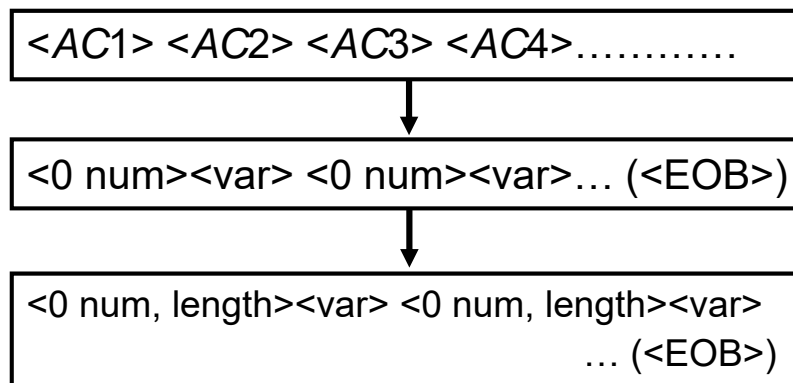 <AC1> <AC2> <AC3> <AC4>…………
<0 num><var> <0 num><var>… (<EOB>)
<0 num, length><var> <0 num, length><var>
… (<EOB>)